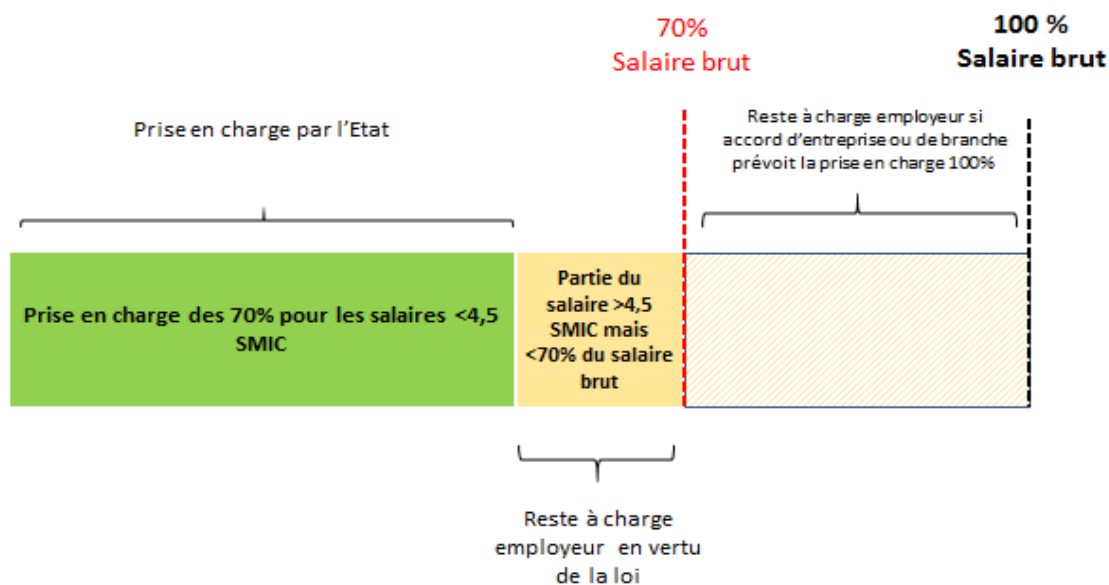 70%
Salaire brut
100 %
Salaire brut
Prise en charge par l'Etat
Reste à charge employeur si
accord d'entreprise ou de branche
prévoit la prise en charge 100%
Prise en charge des 70% pour les salaires <4,5
SMIC
Partie du
salaire >4,5
SMIC mais
<70% du salaire
brut
Reste à charge
employeur en vertu
de la loi